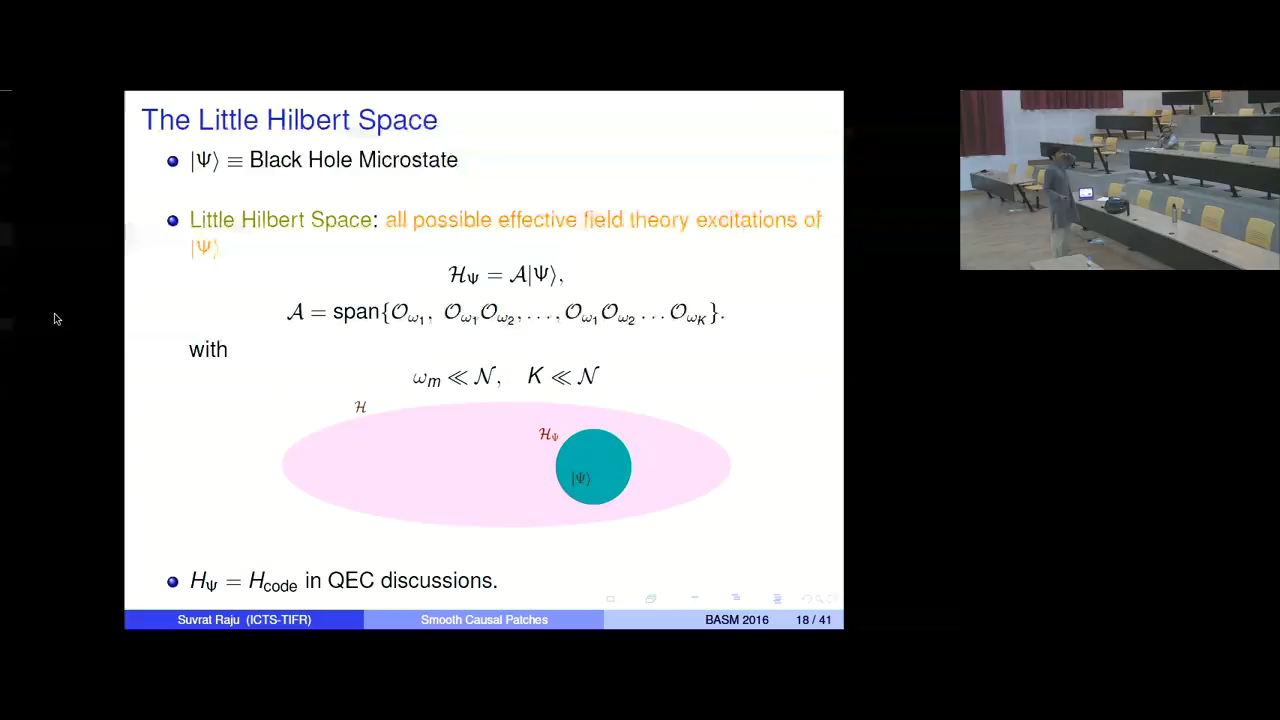 The Little Hilbert Space
|Ψ⟩ ≡ Black Hole Microstate
Little Hilbert Space: all possible effective field theory excitations of
|Ψ⟩
ℋ_Ψ = 𝒜|Ψ⟩,
𝒜 = span{𝒪_ω₁, 𝒪_ω₁𝒪_ω₂, . . . , 𝒪_ω₁𝒪_ω₂ . . . 𝒪_ω_K}.
with
ω_m ≪ 𝒩, K ≪ 𝒩
ℋ
ℋ_Ψ
|Ψ⟩
H_Ψ = H_code in QEC discussions.
Suvrat Raju (ICTS-TIFR) Smooth Causal Patches BASM 2016 18 / 41